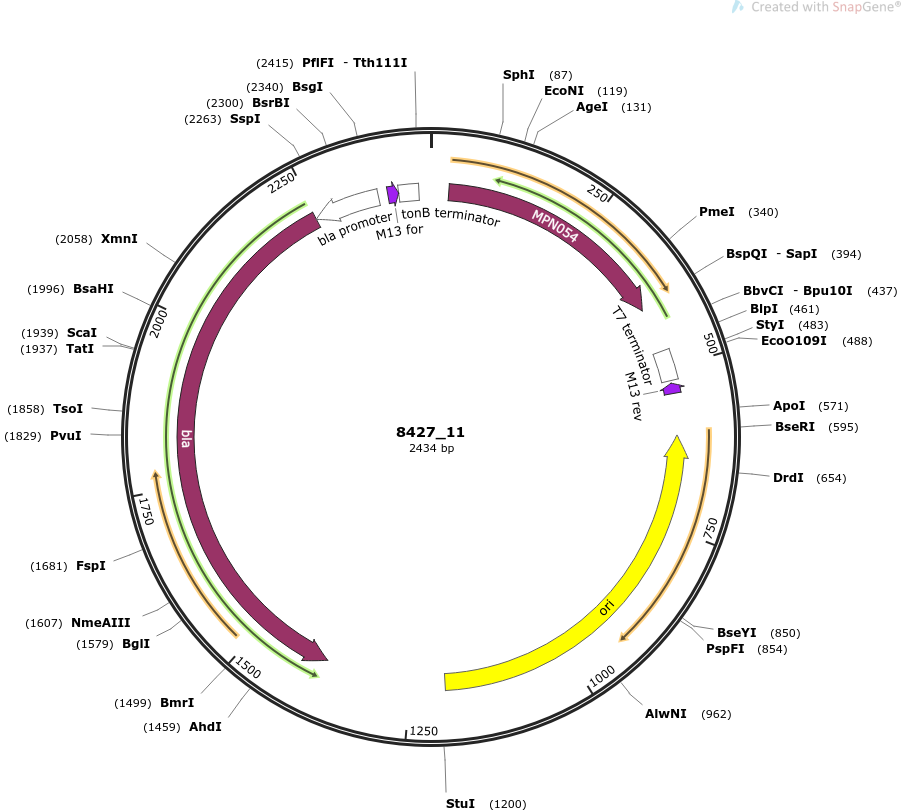 Created with SnapGene®
(2415) PflFI - Tth111I
(2340) BsgI
(2300) BsrBI
(2263) SspI
SphI (87)
EcoNI (119)
AgeI (131)
2250
250
PmeI (340)
BspQI - SapI (394)
BbvCI - Bpu10I (437)
BlpI (461)
StyI (483)
EcoO109I (488)
500
ApoI (571)
BseRI (595)
DrdI (654)
750
BseYI (850)
PspFI (854)
1000
AlwNI (962)
StuI (1200)
1250
(1459) AhdI
(1499) BmrI
1500
(1579) BglI
(1607) NmeAIII
(1681) FspI
1750
(1829) PvuI
(1858) TsoI
(1937) TatI
(1939) ScaI
2000
(1996) BsaHI
(2058) XmnI
bla promoter
M13 for
tonB terminator
MPN054
T7 terminator
M13 rev
bla
ori
8427_11
2434 bp